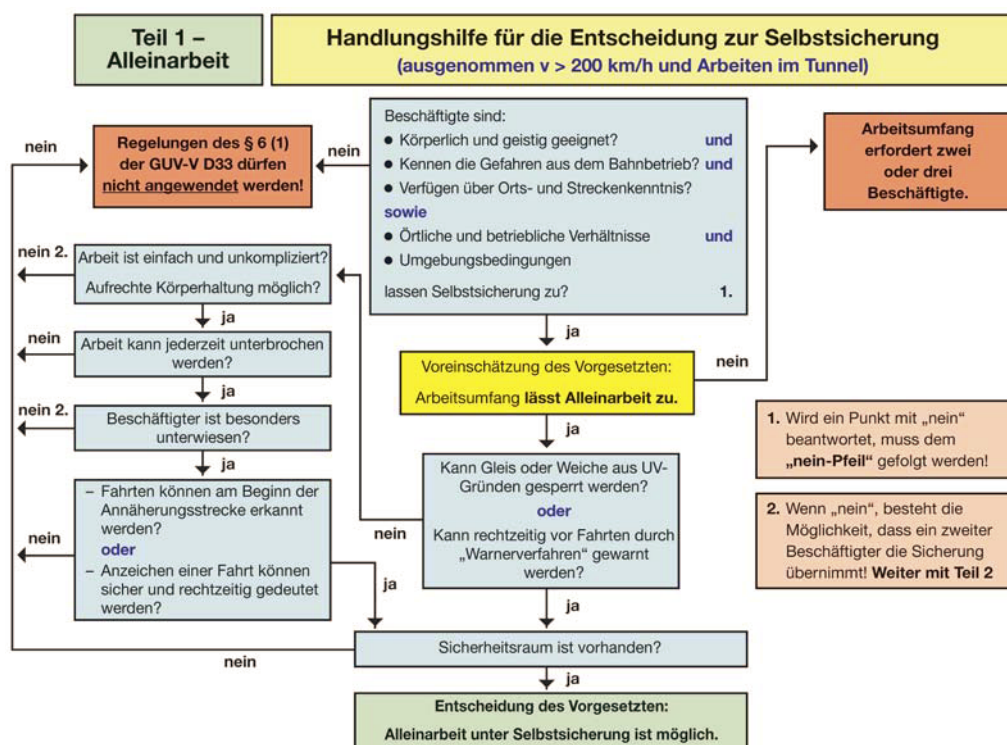 Teil 1 –
Alleinarbeit
Handlungshilfe für die Entscheidung zur Selbstsicherung
(ausgenommen v > 200 km/h und Arbeiten im Tunnel)
nein
Regelungen des § 6 (1)
der GUV-V D33 dürfen
nicht angewendet werden!
nein
Beschäftigte sind:
● Körperlich und geistig geeignet? und
● Kennen die Gefahren aus dem Bahnbetrieb? und
● Verfügen über Orts- und Streckenkenntnis?
sowie
● Örtliche und betriebliche Verhältnisse und
● Umgebungsbedingungen
lassen Selbstsicherung zu? 1.
Arbeitsumfang
erfordert zwei
oder drei
Beschäftigte.
nein 2.
Arbeit ist einfach und unkompliziert?
Aufrechte Körperhaltung möglich?
ja
ja
nein
Arbeit kann jederzeit unterbrochen
werden?
ja
Voreinschätzung des Vorgesetzten:
Arbeitsumfang lässt Alleinarbeit zu.
nein
ja
nein 2.
Beschäftigter ist besonders
unterwiesen?
ja
1. Wird ein Punkt mit „nein“
beantwortet, muss dem
„nein-Pfeil“ gefolgt werden!
Kann Gleis oder Weiche aus UV-
Gründen gesperrt werden?
oder
Kann rechtzeitig vor Fahrten durch
„Warnerverfahren“ gewarnt
werden?
nein
ja
nein
– Fahrten können am Beginn der
Annäherungsstrecke erkannt
werden?
oder
– Anzeichen einer Fahrt können
sicher und rechtzeitig gedeutet
werden?
ja
2. Wenn „nein“, besteht die
Möglichkeit, dass ein zweiter
Beschäftigter die Sicherung
übernimmt! Weiter mit Teil 2
Sicherheitsraum ist vorhanden?
nein
ja
Entscheidung des Vorgesetzten:
Alleinarbeit unter Selbstsicherung ist möglich.